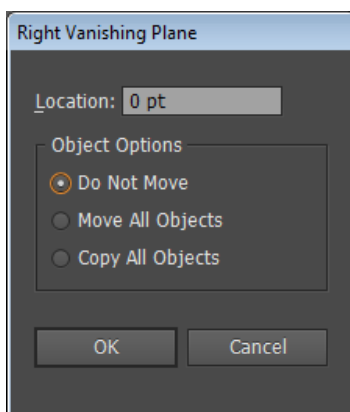 Right Vanishing Plane
Location: 0 pt
Object Options
Do Not Move
Move All Objects
Copy All Objects
OK Cancel